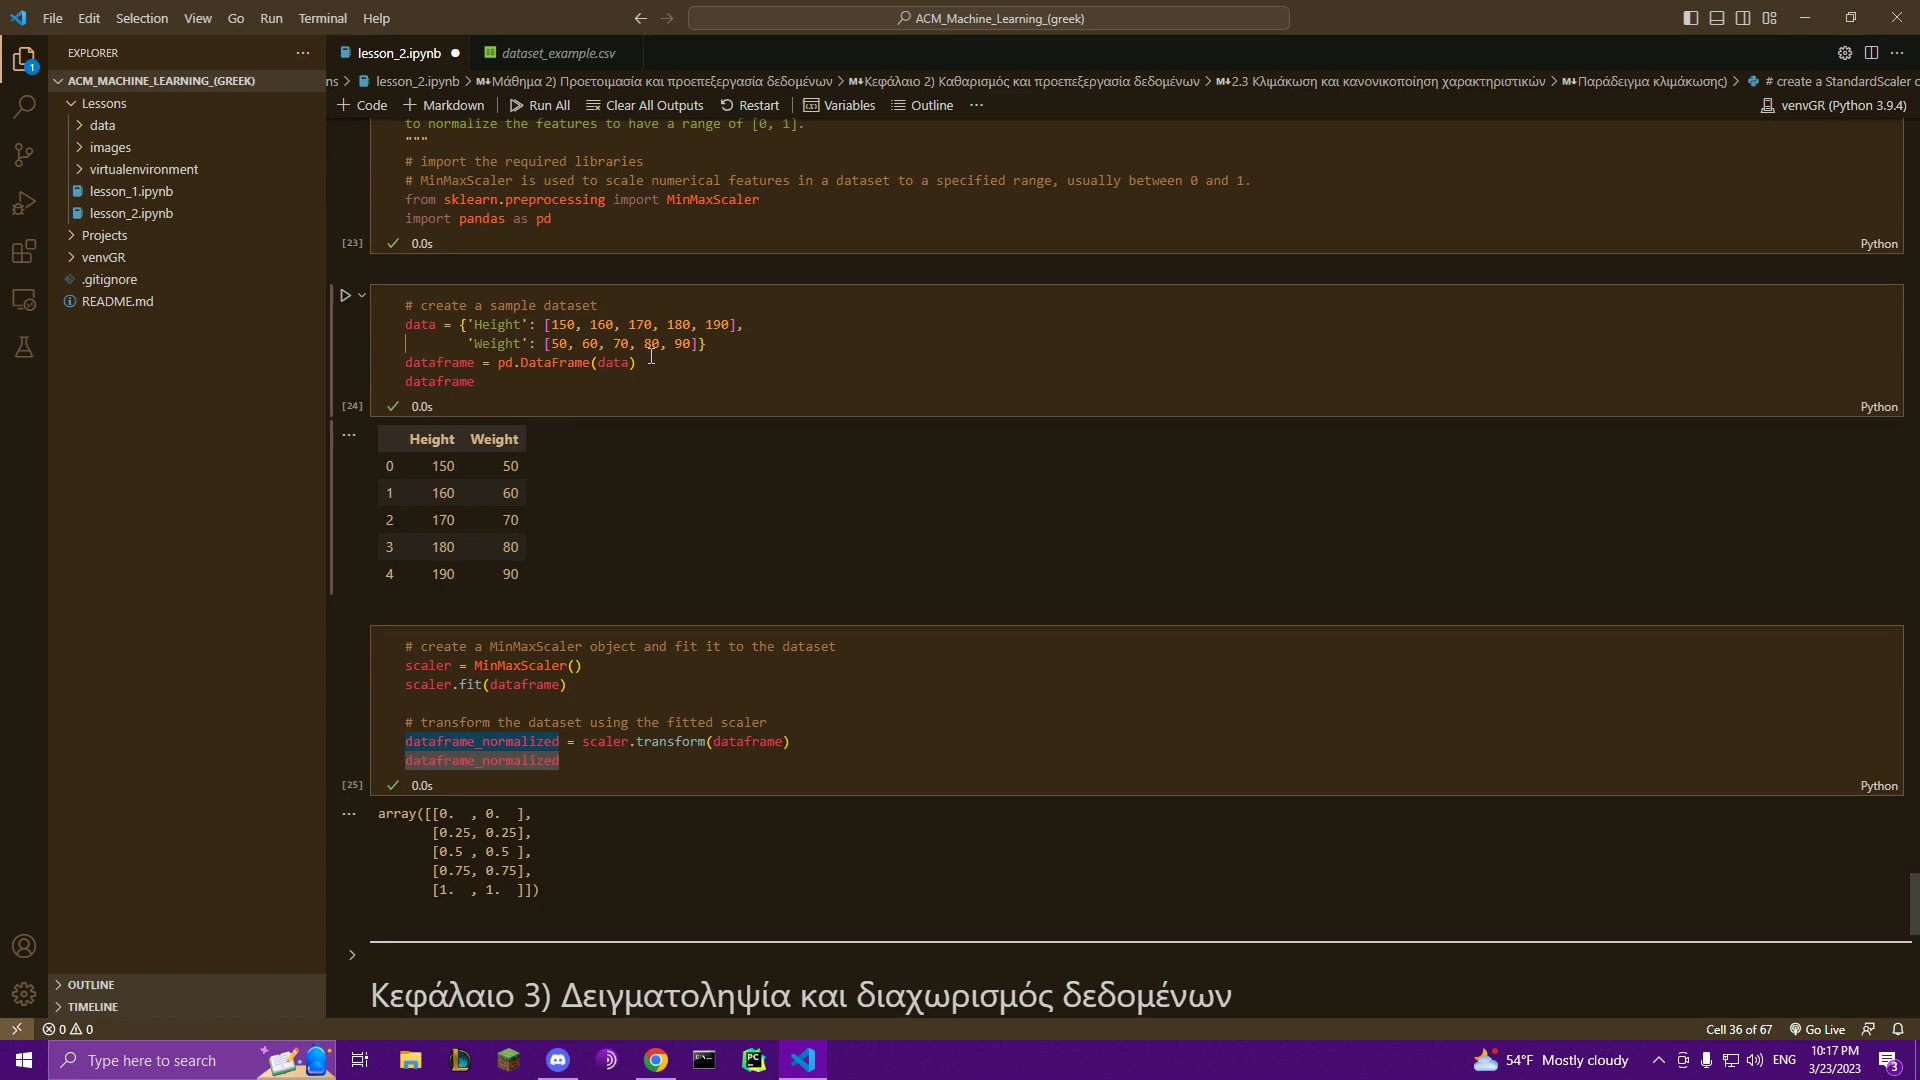 File Edit Selection View Go Run Terminal Help
ACM_Machine_Learning_(greek)
EXPLORER
lesson_2.ipynb
dataset_example.csv
ACM_MACHINE_LEARNING_(GREEK)
ns > lesson_2.ipynb > M↓Μάθημα 2) Προετοιμασία και προεπεξεργασία δεδομένων > M↓Κεφάλαιο 2) Καθαρισμός και προεπεξεργασία δεδομένων > M↓2.3 Κλιμάκωση και κανονικοποίηση χαρακτηριστικών > M↓Παράδειγμα κλιμάκωσης) > # create a StandardScaler c
+ Code + Markdown Run All Clear All Outputs Restart Variables Outline ...
venvGR (Python 3.9.4)
Lessons
data
images
virtualenvironment
lesson_1.ipynb
lesson_2.ipynb
Projects
venvGR
.gitignore
README.md
1
to normalize the features to have a range of [0, 1].
"""
# import the required libraries
# MinMaxScaler is used to scale numerical features in a dataset to a specified range, usually between 0 and 1.
from sklearn.preprocessing import MinMaxScaler
import pandas as pd
[23] 0.0s Python
# create a sample dataset
data = {'Height': [150, 160, 170, 180, 190],
'Weight': [50, 60, 70, 80, 90]}
dataframe = pd.DataFrame(data)
dataframe
[24] 0.0s Python
Height Weight
0 150 50
1 160 60
2 170 70
3 180 80
4 190 90
# create a MinMaxScaler object and fit it to the dataset
scaler = MinMaxScaler()
scaler.fit(dataframe)
# transform the dataset using the fitted scaler
dataframe_normalized = scaler.transform(dataframe)
dataframe_normalized
[25] 0.0s Python
array([[0. , 0. ],
[0.25, 0.25],
[0.5 , 0.5 ],
[0.75, 0.75],
[1. , 1. ]])
Κεφάλαιο 3) Δειγματοληψία και διαχωρισμός δεδομένων
OUTLINE
TIMELINE
0 0
Cell 36 of 67 Go Live
Type here to search
54°F Mostly cloudy
ENG
10:17 PM
3/23/2023
3